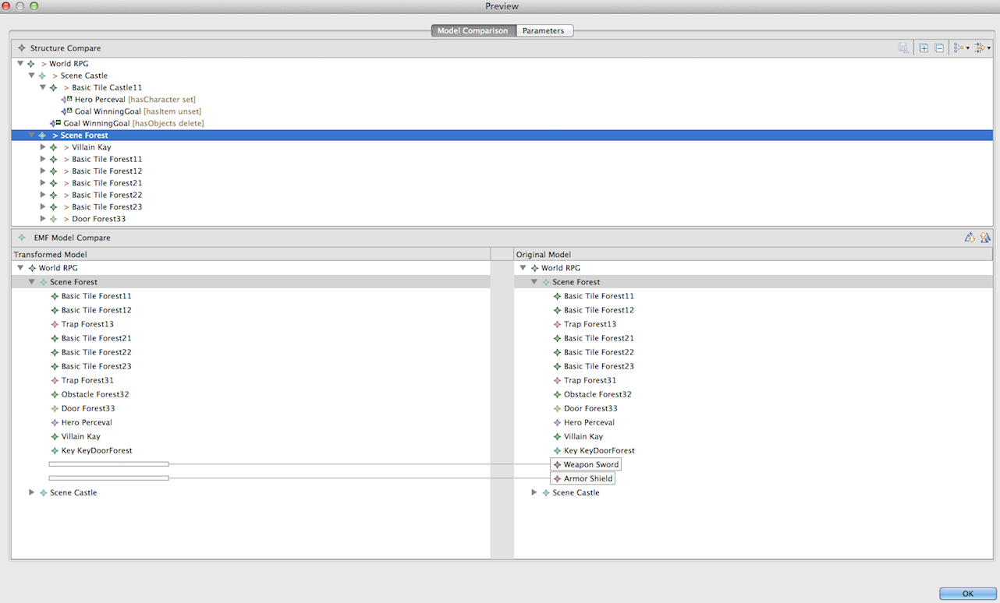 Preview
Model Comparison Parameters
Structure Compare
World RPG
> World RPG
> Scene Castle
> Basic Tile Castle11
Hero Perceval [hasCharacter set]
Goal WinningGoal [hasItem unset]
Goal WinningGoal [hasObjects delete]
> Scene Forest
> Villain Kay
> Basic Tile Forest11
> Basic Tile Forest12
> Basic Tile Forest21
> Basic Tile Forest22
> Basic Tile Forest23
> Door Forest33
EMF Model Compare
Transformed Model Original Model
World RPG World RPG
Scene Forest Scene Forest
Basic Tile Forest11 Basic Tile Forest11
Basic Tile Forest12 Basic Tile Forest12
Trap Forest13 Trap Forest13
Basic Tile Forest21 Basic Tile Forest21
Basic Tile Forest22 Basic Tile Forest22
Basic Tile Forest23 Basic Tile Forest23
Trap Forest31 Trap Forest31
Obstacle Forest32 Obstacle Forest32
Door Forest33 Door Forest33
Hero Perceval Hero Perceval
Villain Kay Villain Kay
Key KeyDoorForest Key KeyDoorForest
Weapon Sword
Armor Shield
Scene Castle Scene Castle
OK